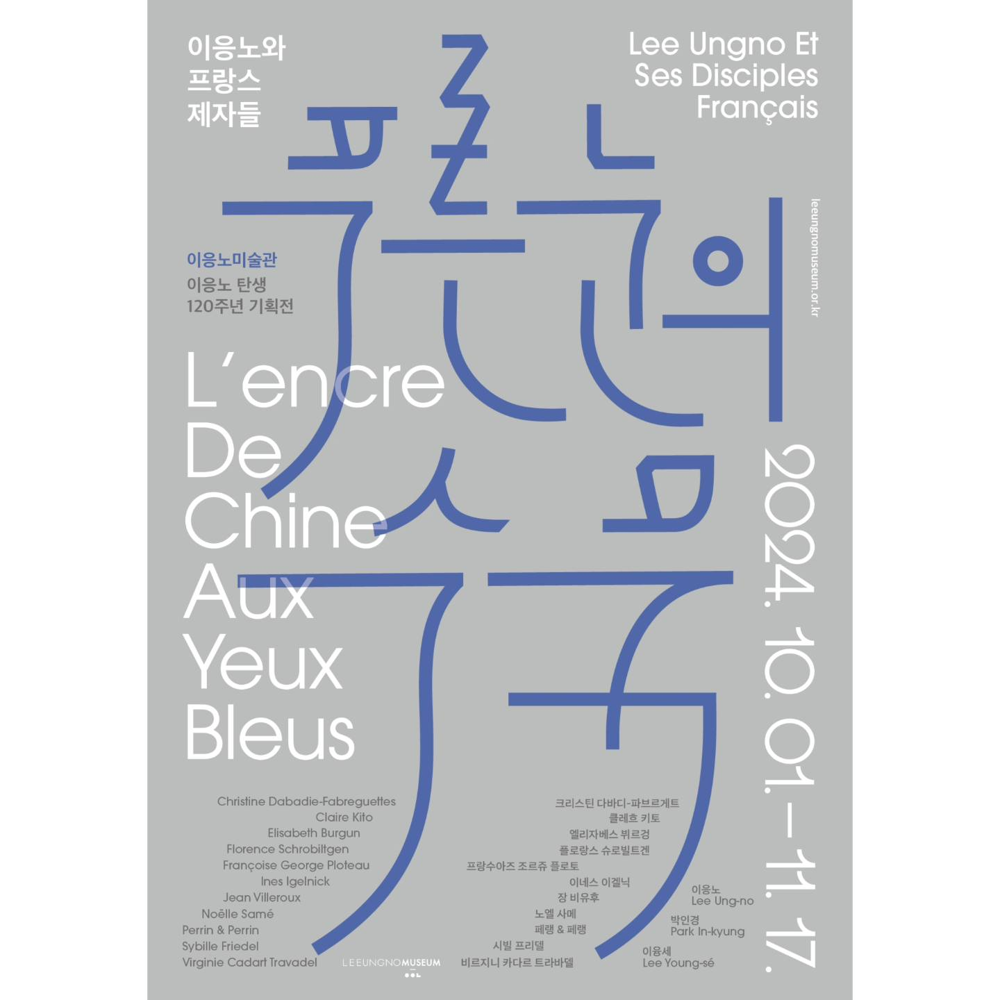 이응노와
프랑스
제자들
Lee Ungno Et
Ses Disciples
Français
푸른 눈의
수묵
leeungnomuseum.or.kr
이응노미술관
이응노 탄생
120주년 기획전
L'encre
De
Chine
Aux
Yeux
Bleus
2024. 10. 01.—11. 17.
Christine Dabadie-Fabreguettes
Claire Kito
Elisabeth Burgun
Florence Schrobiltgen
Françoise George Ploteau
Ines Igelnick
Jean Villeroux
Noëlle Samé
Perrin & Perrin
Sybille Friedel
Virginie Cadart Travadel
LEEUNGNOMUSEUM
크리스틴 다바디-파브르게트
클레흐 키토
엘리자베스 뷔르겅
플로랑스 슈로빌트겐
프랑수아즈 조르쥬 플로토
이네스 이겔닉
장 비유후
노엘 사메
페랭 & 페랭
시빌 프리델
비르지니 카다르 트라바델
이응노
Lee Ung-no
박인경
Park In-kyung
이융세
Lee Young-sé